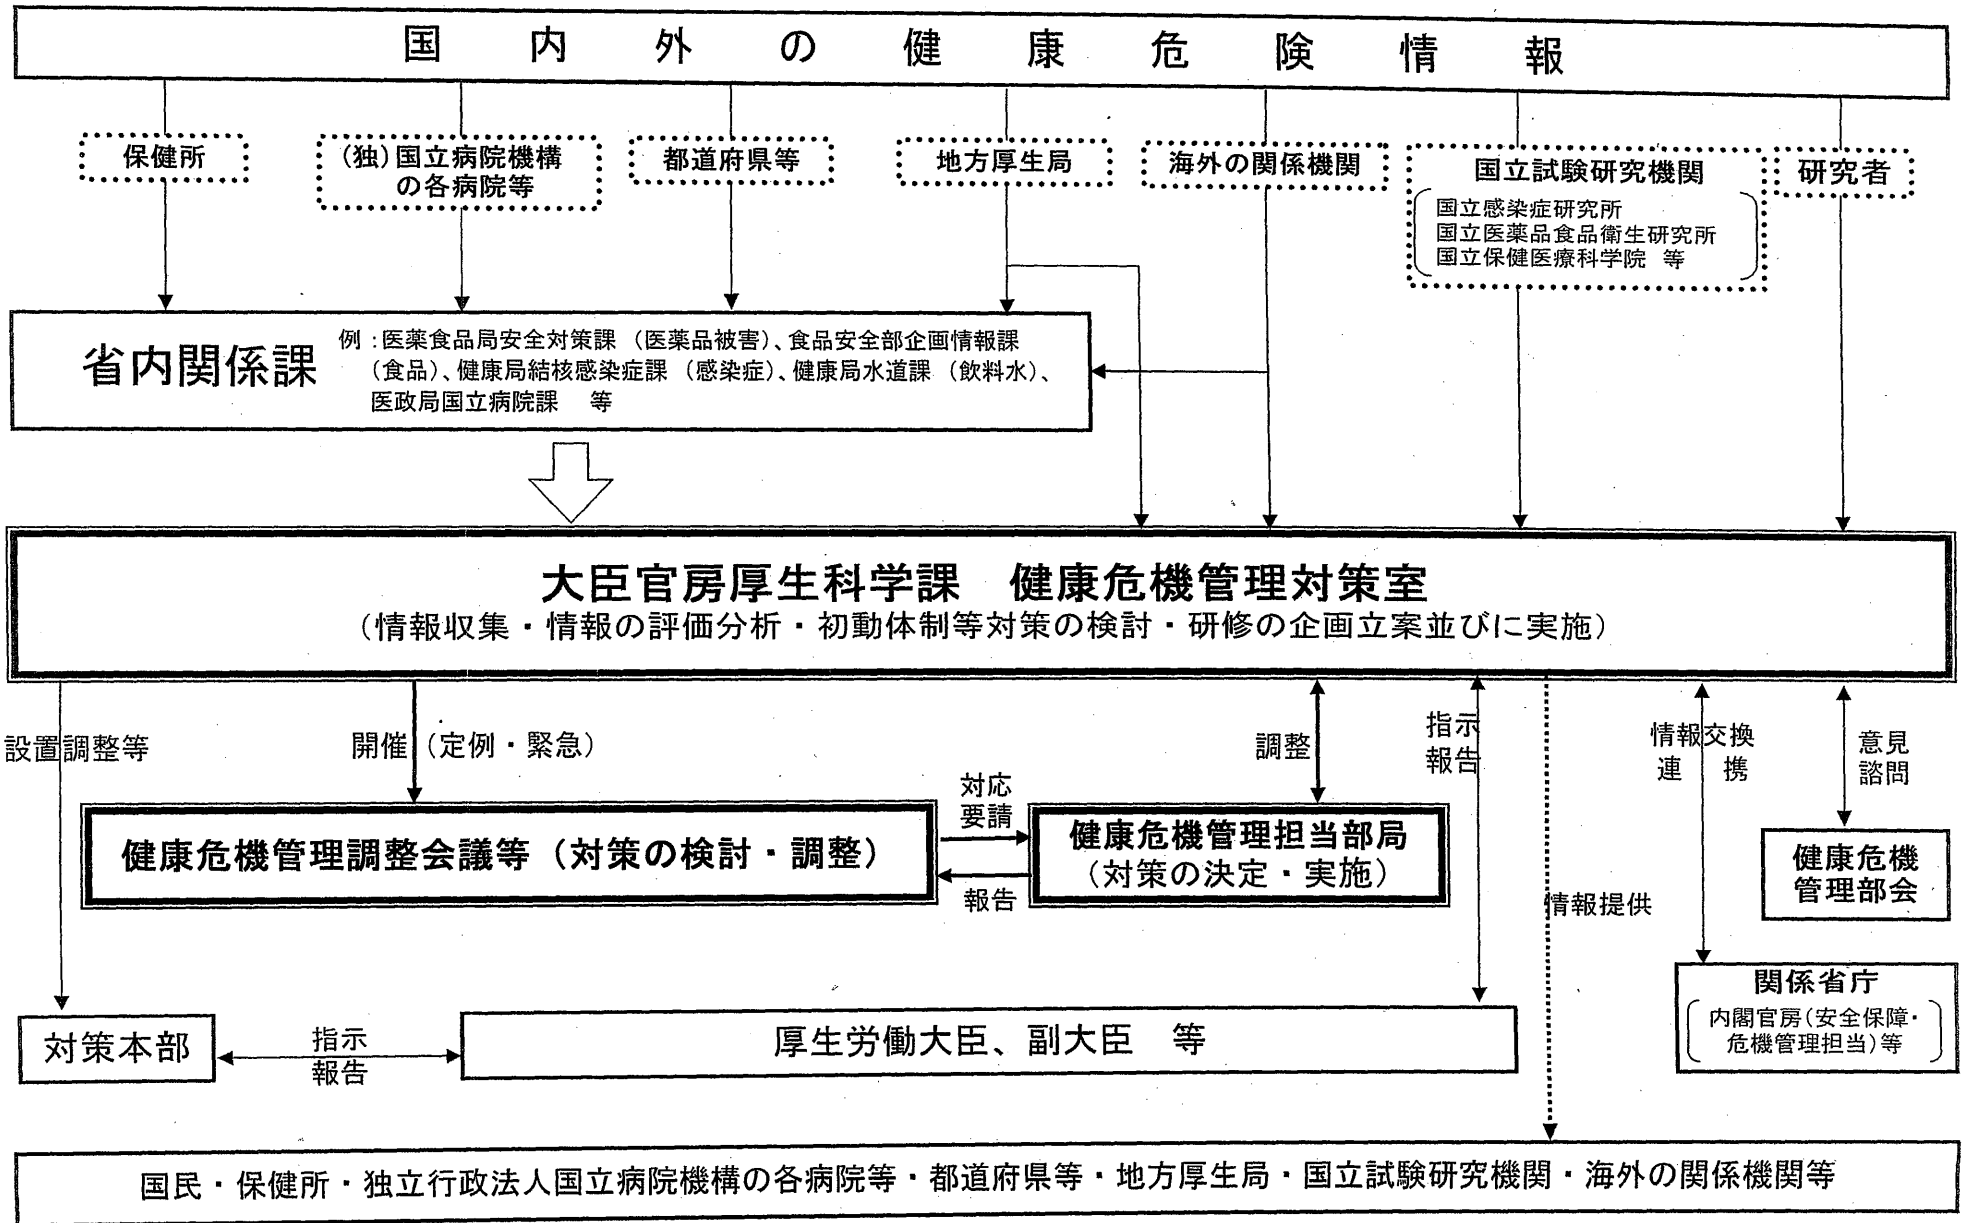 国内外の健康危険情報
保健所
(独)国立病院機構
の各病院等
都道府県等
地方厚生局
海外の関係機関
国立試験研究機関
国立感染症研究所
国立医薬品食品衛生研究所
国立保健医療科学院 等
研究者
省内関係課
例:医薬食品局安全対策課(医薬品被害)、食品安全部企画情報課
(食品)、健康局結核感染症課(感染症)、健康局水道課(飲料水)、
医政局国立病院課 等
大臣官房厚生科学課 健康危機管理対策室
(情報収集・情報の評価分析・初動体制等対策の検討・研修の企画立案並びに実施)
設置調整等
開催(定例・緊急)
調整
指示
報告
情報交換
連 携
意見
諮問
健康危機管理調整会議等(対策の検討・調整)
対応
要請
報告
健康危機管理担当部局
(対策の決定・実施)
健康危機
管理部会
情報提供
関係省庁
内閣官房(安全保障・
危機管理担当)等
対策本部
指示
報告
厚生労働大臣、副大臣 等
国民・保健所・独立行政法人国立病院機構の各病院等・都道府県等・地方厚生局・国立試験研究機関・海外の関係機関等